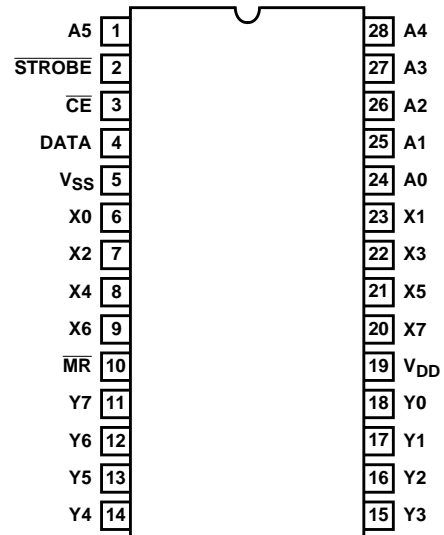 A5 1 28 A4
STROBE 2 27 A3
CE 3 26 A2
DATA 4 25 A1
VSS 5 24 A0
X0 6 23 X1
X2 7 22 X3
X4 8 21 X5
X6 9 20 X7
MR 10 19 VDD
Y7 11 18 Y0
Y6 12 17 Y1
Y5 13 16 Y2
Y4 14 15 Y3